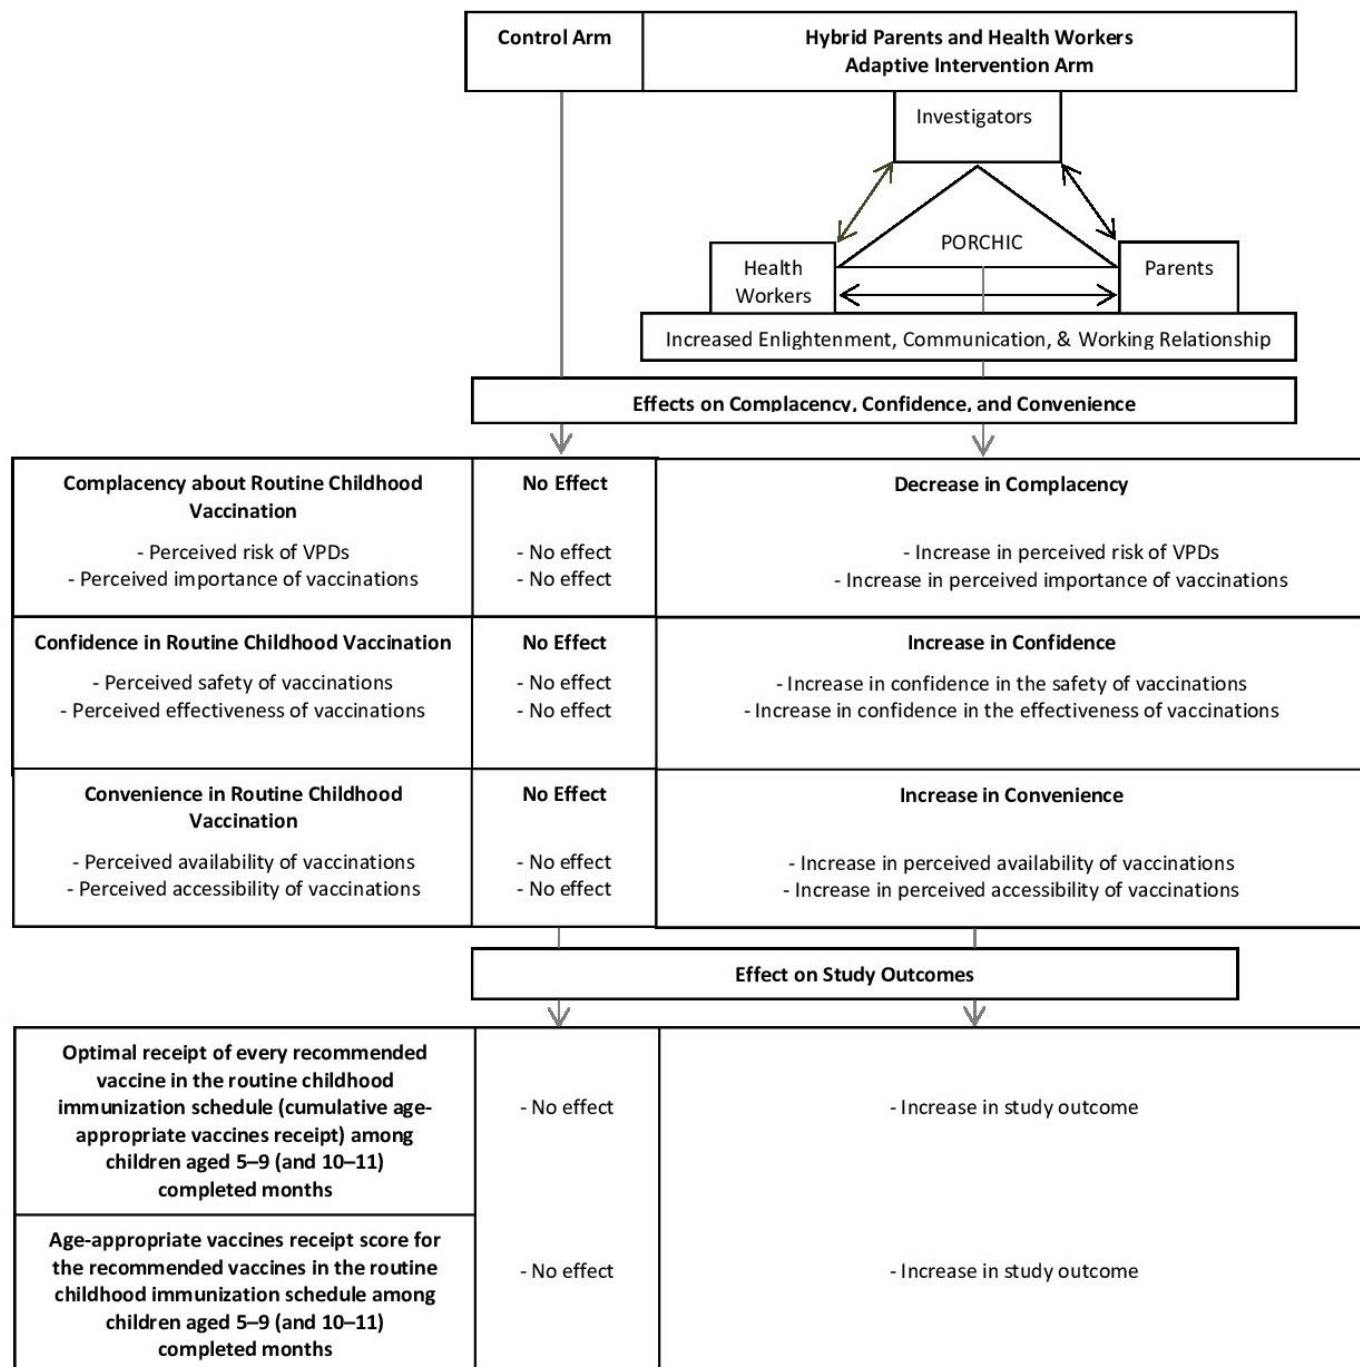 Control Arm
Hybrid Parents and Health Workers
Adaptive Intervention Arm
Investigators
PORCHIC
Health
Workers
Parents
Increased Enlightenment, Communication, & Working Relationship
Effects on Complacency, Confidence, and Convenience
Complacency about Routine Childhood
Vaccination
- Perceived risk of VPDs
- Perceived importance of vaccinations
No Effect
- No effect
- No effect
Decrease in Complacency
- Increase in perceived risk of VPDs
- Increase in perceived importance of vaccinations
Confidence in Routine Childhood Vaccination
- Perceived safety of vaccinations
- Perceived effectiveness of vaccinations
No Effect
- No effect
- No effect
Increase in Confidence
- Increase in confidence in the safety of vaccinations
- Increase in confidence in the effectiveness of vaccinations
Convenience in Routine Childhood
Vaccination
- Perceived availability of vaccinations
- Perceived accessibility of vaccinations
No Effect
- No effect
- No effect
Increase in Convenience
- Increase in perceived availability of vaccinations
- Increase in perceived accessibility of vaccinations
Effect on Study Outcomes
Optimal receipt of every recommended
vaccine in the routine childhood
immunization schedule (cumulative age-
appropriate vaccines receipt) among
children aged 5–9 (and 10–11)
completed months
- No effect
- Increase in study outcome
Age-appropriate vaccines receipt score for
the recommended vaccines in the routine
childhood immunization schedule among
children aged 5–9 (and 10–11)
completed months
- No effect
- Increase in study outcome